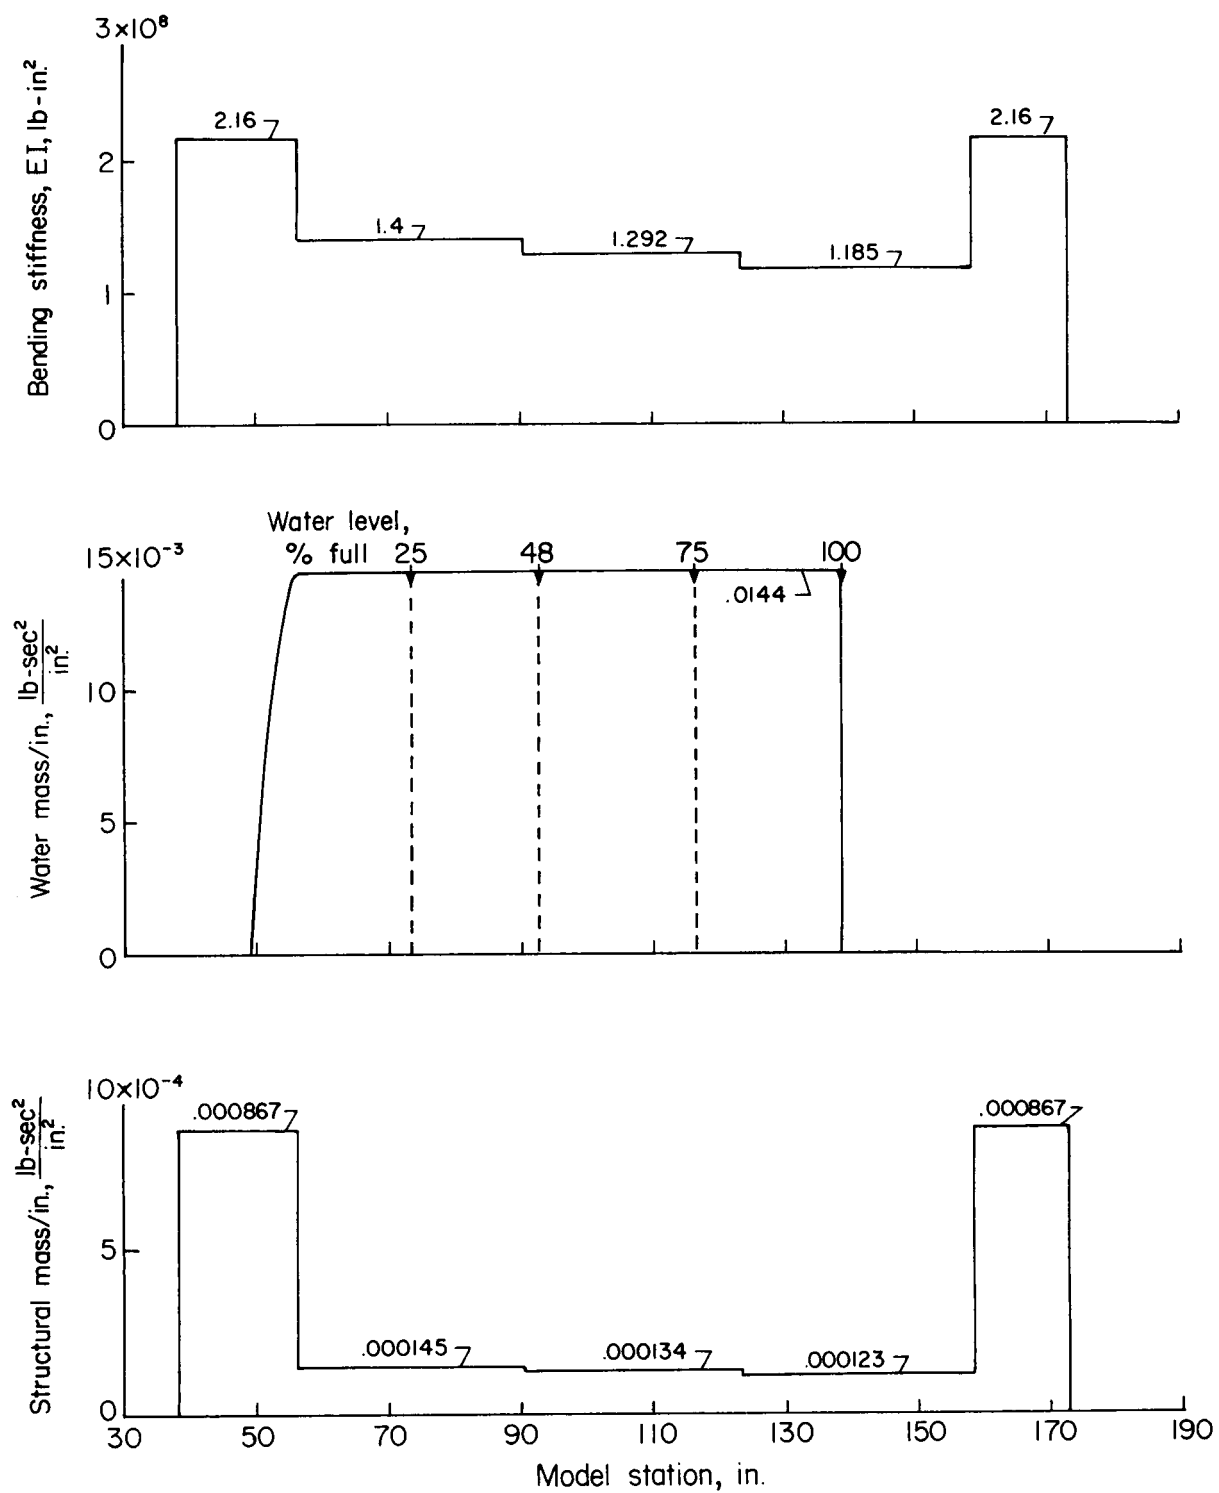 3×10⁸
Bending stiffness, EI, lb-in.²
2.16
2.16
2
1.4
1.292
1.185
1
0
Water level,
% full 25 48 75 100
15×10⁻³
.0144
Water mass/in., lb-sec²
in.²
10
5
0
10×10⁻⁴
Structural mass/in., lb-sec²
in.²
.000867
.000867
5
.000145
.000134
.000123
0
30 50 70 90 110 130 150 170 190
Model station, in.